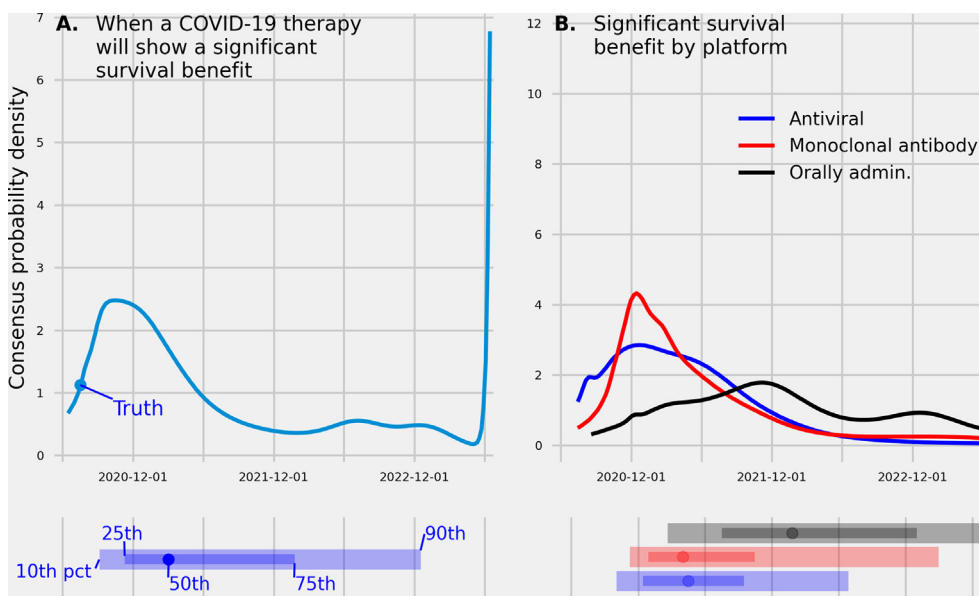 A. When a COVID-19 therapy
will show a significant
survival benefit
Consensus probability density
7
6
5
4
3
2
1
0
Truth
2020-12-01 2021-12-01 2022-12-01
25th
90th
10th pct
50th
75th
B. Significant survival
benefit by platform
12
10
8
6
4
2
0
Antiviral
Monoclonal antibody
Orally admin.
2020-12-01 2021-12-01 2022-12-01